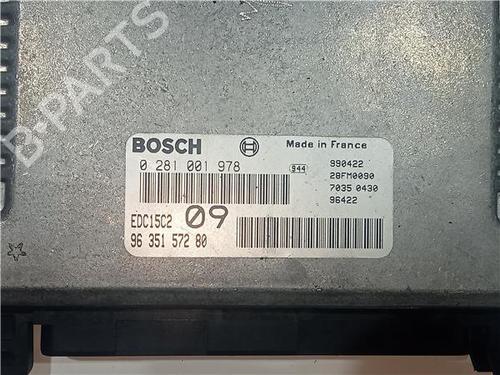 B-PARTS
BOSCH Made in France
0 281 001 978 944 990422
28FM0090
7035 0430
96422
EDC15C2 09
96 351 572 80